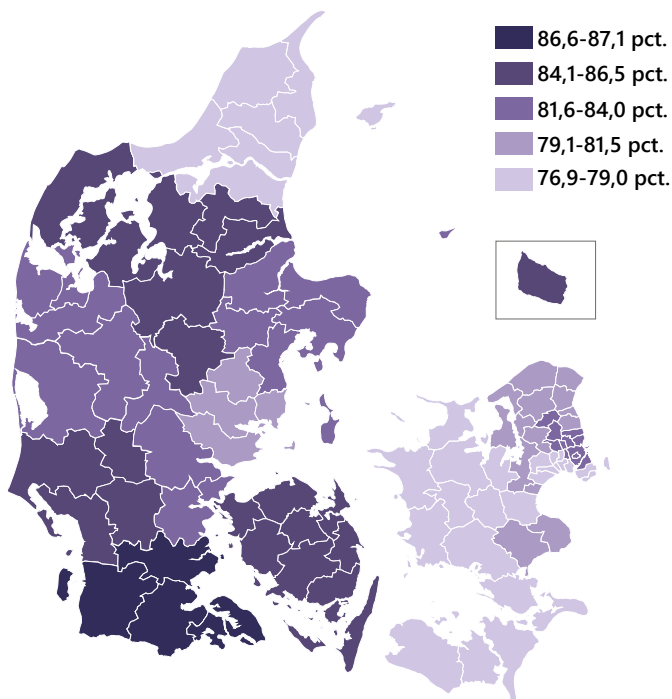 86,6-87,1 pct.
84,1-86,5 pct.
81,6-84,0 pct.
79,1-81,5 pct.
76,9-79,0 pct.